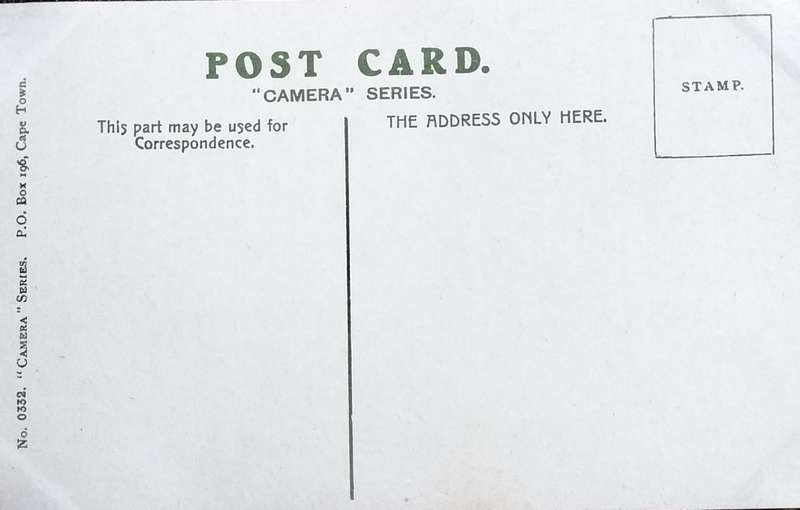 POST CARD.
"CAMERA" SERIES.
This part may be used for
Correspondence.
THE ADDRESS ONLY HERE.
STAMP.
No. 0332. "CAMERA" SERIES. P.O. Box 196, Cape Town.